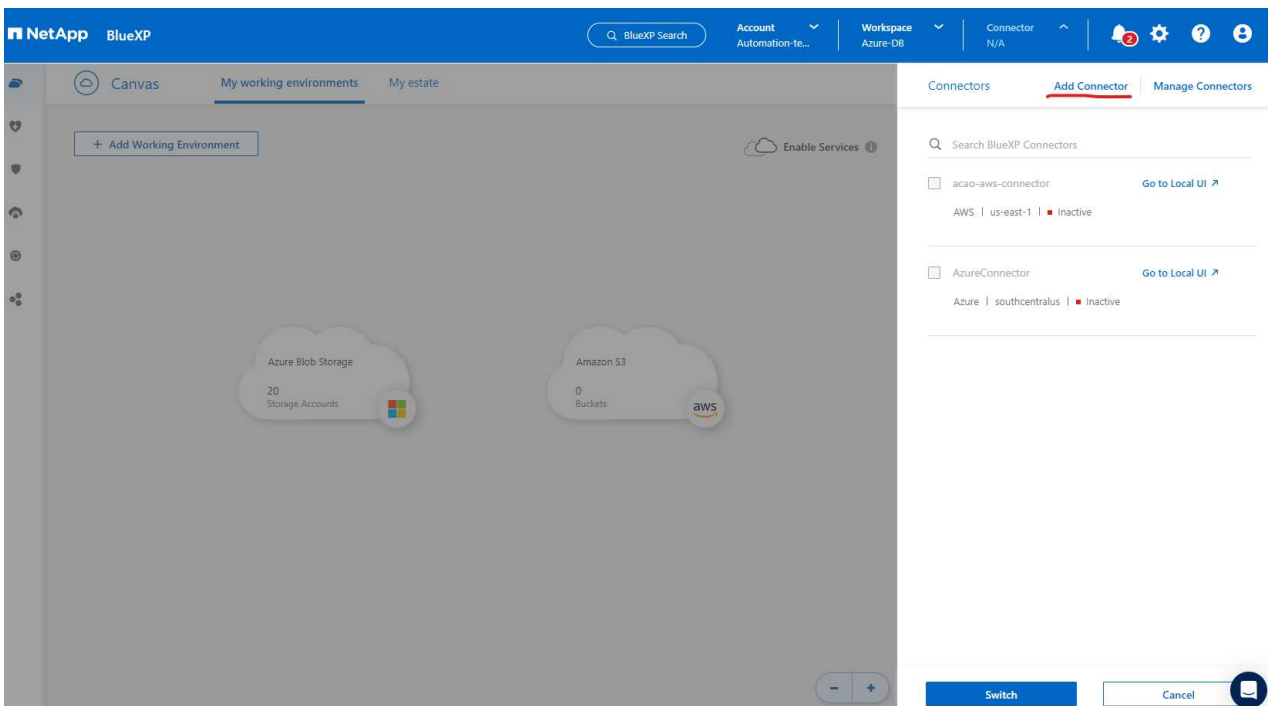 NetApp BlueXP
BlueXP Search
Account
Automation-te...
Workspace
Azure-DB
Connector
N/A
2
Canvas
My working environments
My estate
+ Add Working Environment
Enable Services
Azure Blob Storage
20
Storage Accounts
Amazon S3
0
Buckets
aws
Connectors
Add Connector
Manage Connectors
Search BlueXP Connectors
acao-aws-connector
Go to Local UI
AWS | us-east-1 | Inactive
AzureConnector
Go to Local UI
Azure | southcentralus | Inactive
- +
Switch
Cancel